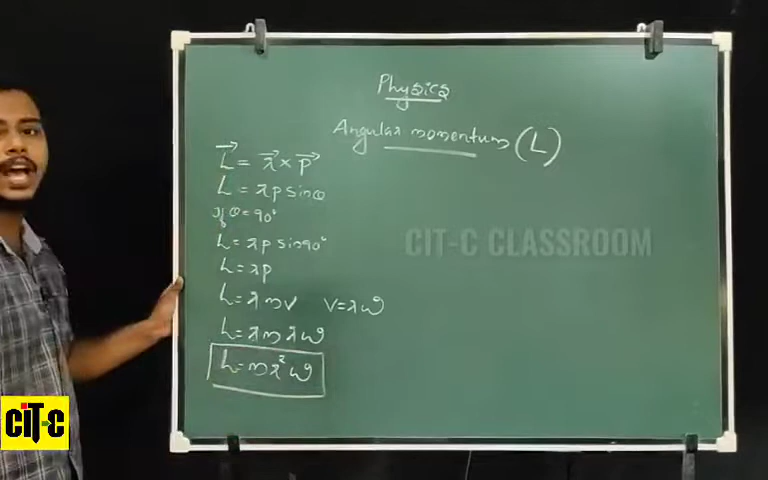 Physics
Angular momentum (L)
L⃗ = r⃗ × p⃗
L = rp sinθ
if θ = 90°
L = rp sin90°
L = rp
L = rmv   v = rω
L = rmrω
L = mr²ω
CIT-C CLASSROOM
CiT-C